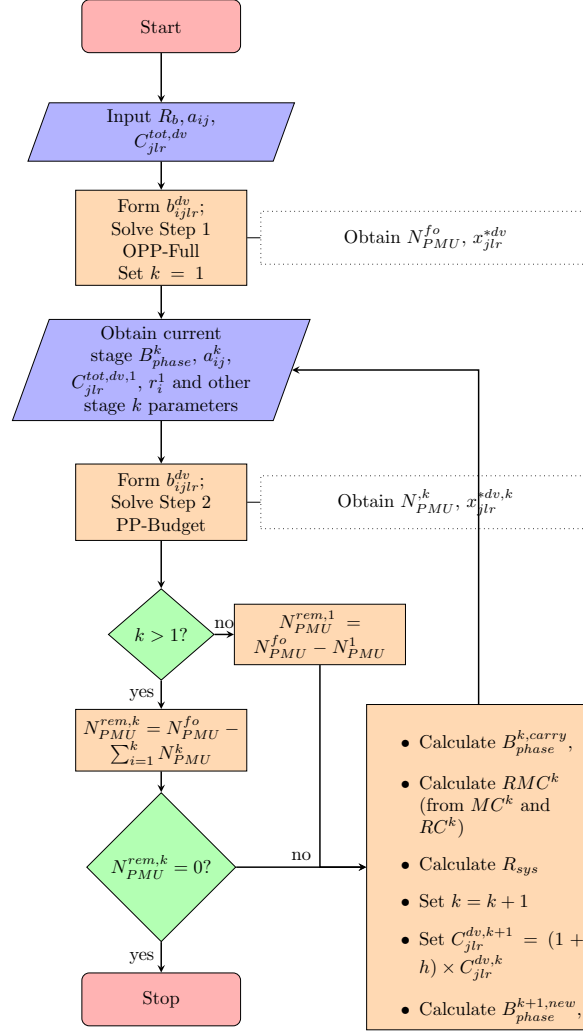 Start
Input $R_b, a_{ij},$
$C_{jlr}^{tot,dv}$
Form $b_{ijlr}^{dv}$;
Solve Step 1
OPP-Full
Set $k = 1$
Obtain $N_{PMU}^{fo}$, $x_{jlr}^{*dv}$
Obtain current
stage $B_{phase}^{k}$, $a_{ij}^{k}$,
$C_{jlr}^{tot,dv,1}$, $r_i^1$ and other
stage $k$ parameters
Form $b_{ijlr}^{dv}$;
Solve Step 2
PP-Budget
Obtain $N_{PMU}^{,k}$, $x_{jlr}^{*dv,k}$
$k > 1?$
no
$N_{PMU}^{rem,1} =$
$N_{PMU}^{fo} - N_{PMU}^{1}$
yes
$N_{PMU}^{rem,k} = N_{PMU}^{fo} -$
$\sum_{i=1}^{k} N_{PMU}^{k}$
$N_{PMU}^{rem,k} = 0?$
no
yes
Stop
• Calculate $B_{phase}^{k,carry}$,
• Calculate $RMC^k$
(from $MC^k$ and
$RC^k$)
• Calculate $R_{sys}$
• Set $k = k + 1$
• Set $C_{jlr}^{dv,k+1} = (1 +$
$h) \times C_{jlr}^{dv,k}$
• Calculate $B_{phase}^{k+1,new}$,